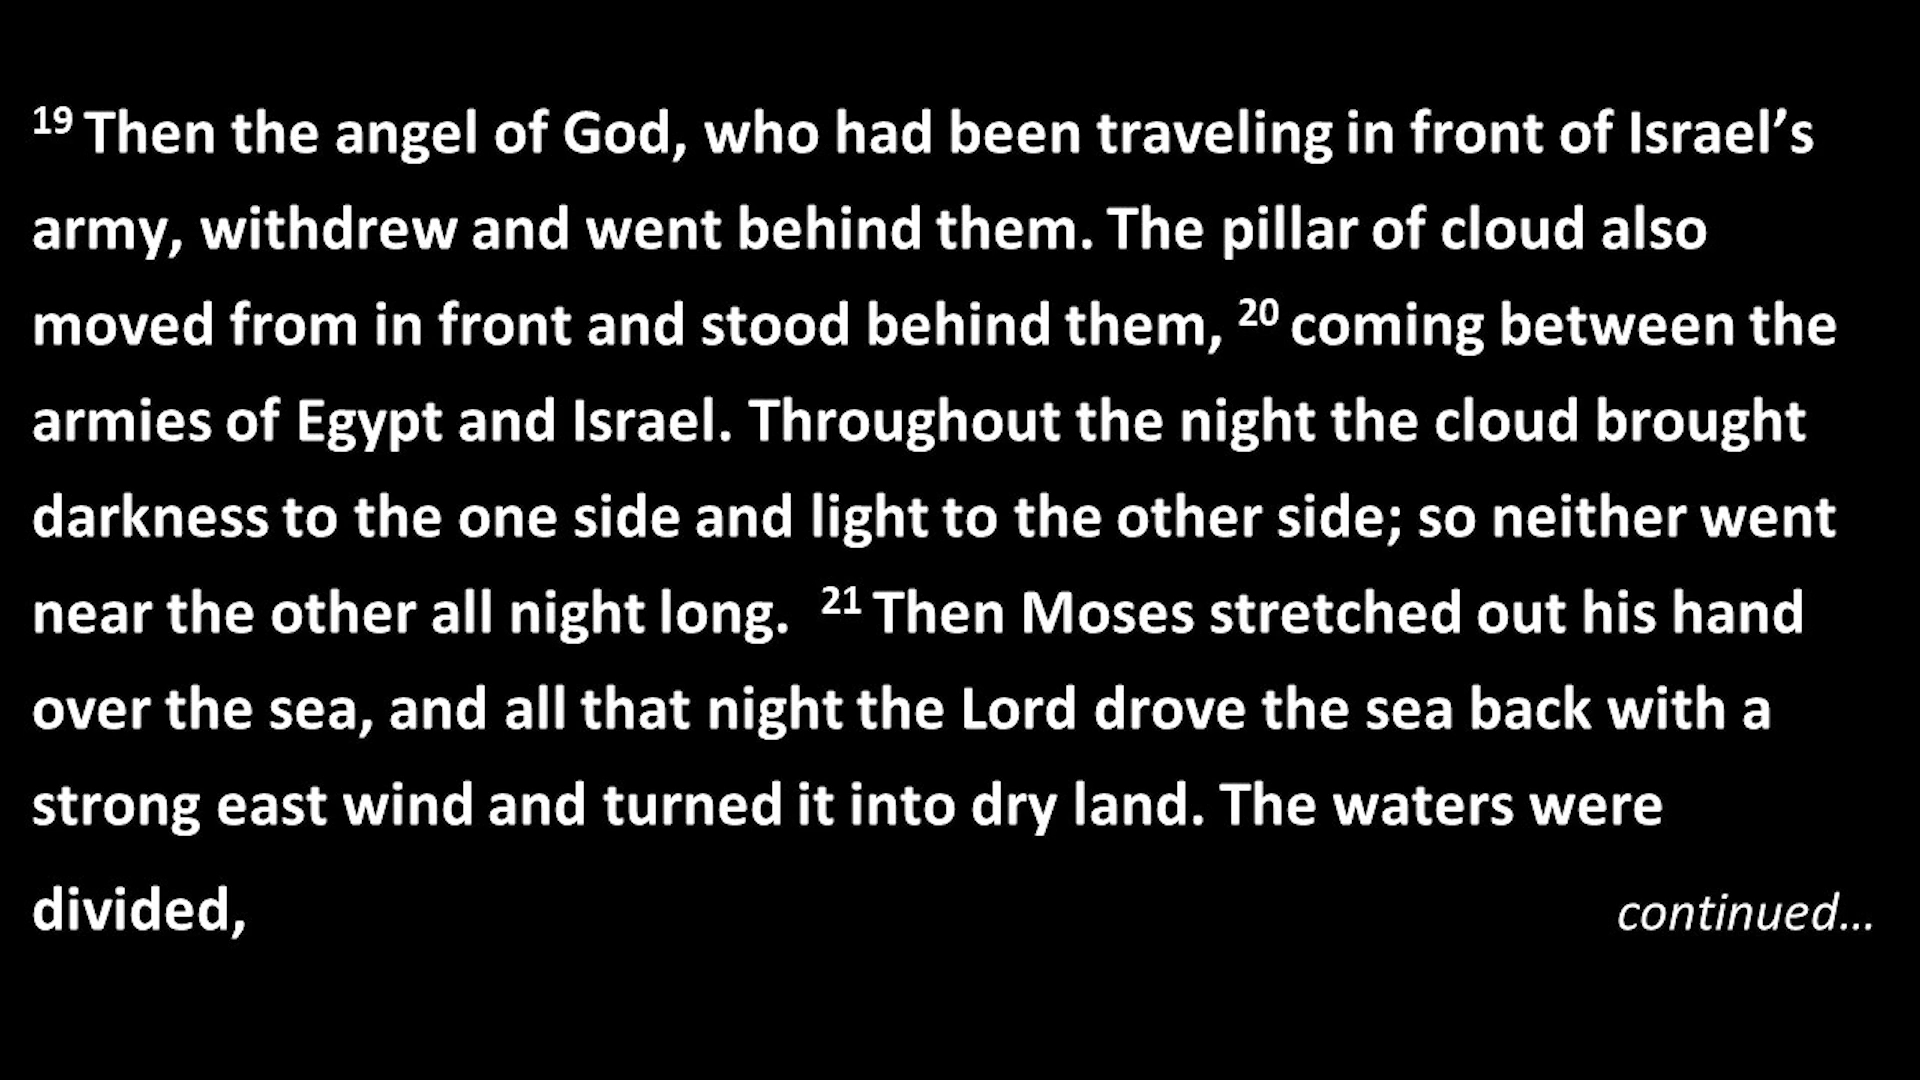 19 Then the angel of God, who had been traveling in front of Israel’s
army, withdrew and went behind them. The pillar of cloud also
moved from in front and stood behind them, 20 coming between the
armies of Egypt and Israel. Throughout the night the cloud brought
darkness to the one side and light to the other side; so neither went
near the other all night long.  21 Then Moses stretched out his hand
over the sea, and all that night the Lord drove the sea back with a
strong east wind and turned it into dry land. The waters were
divided, continued...